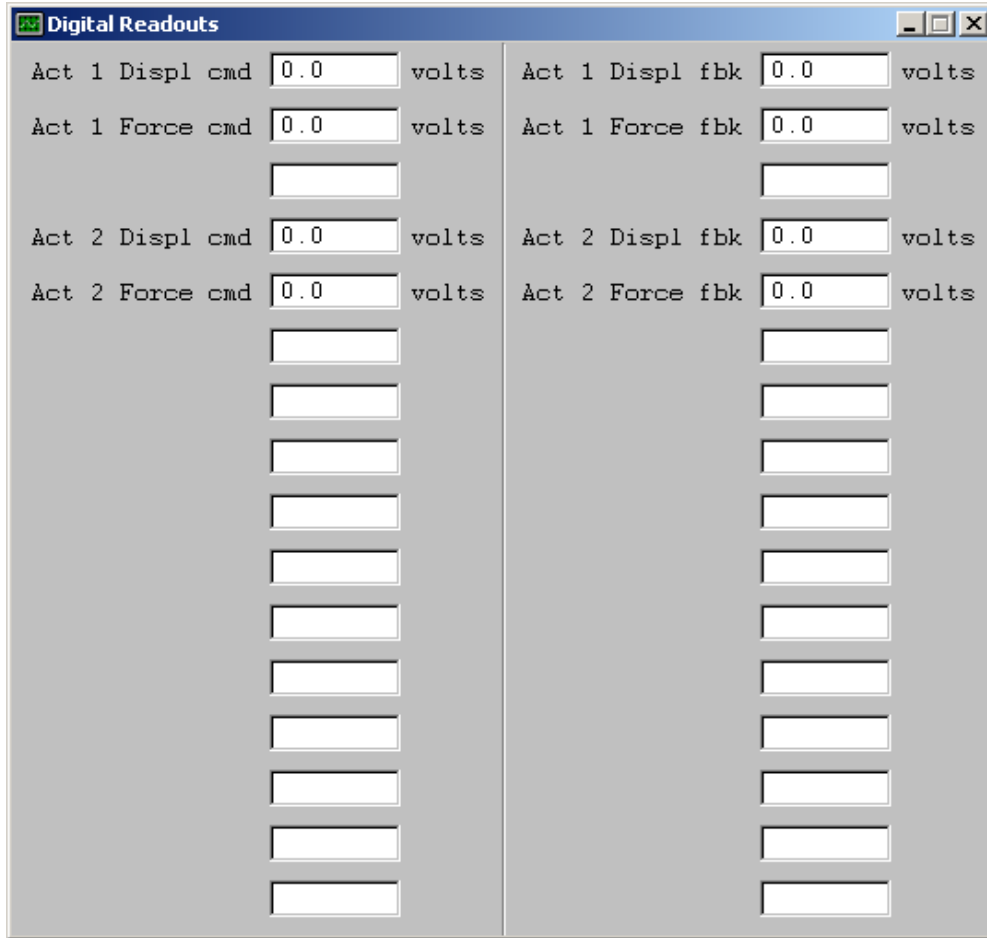 Digital Readouts
Act 1 Displ cmd 0.0 volts Act 1 Displ fbk 0.0 volts
Act 1 Force cmd 0.0 volts Act 1 Force fbk 0.0 volts
Act 2 Displ cmd 0.0 volts Act 2 Displ fbk 0.0 volts
Act 2 Force cmd 0.0 volts Act 2 Force fbk 0.0 volts